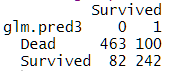 Survived
glm.pred3 0 1
Dead 463 100
Survived 82 242